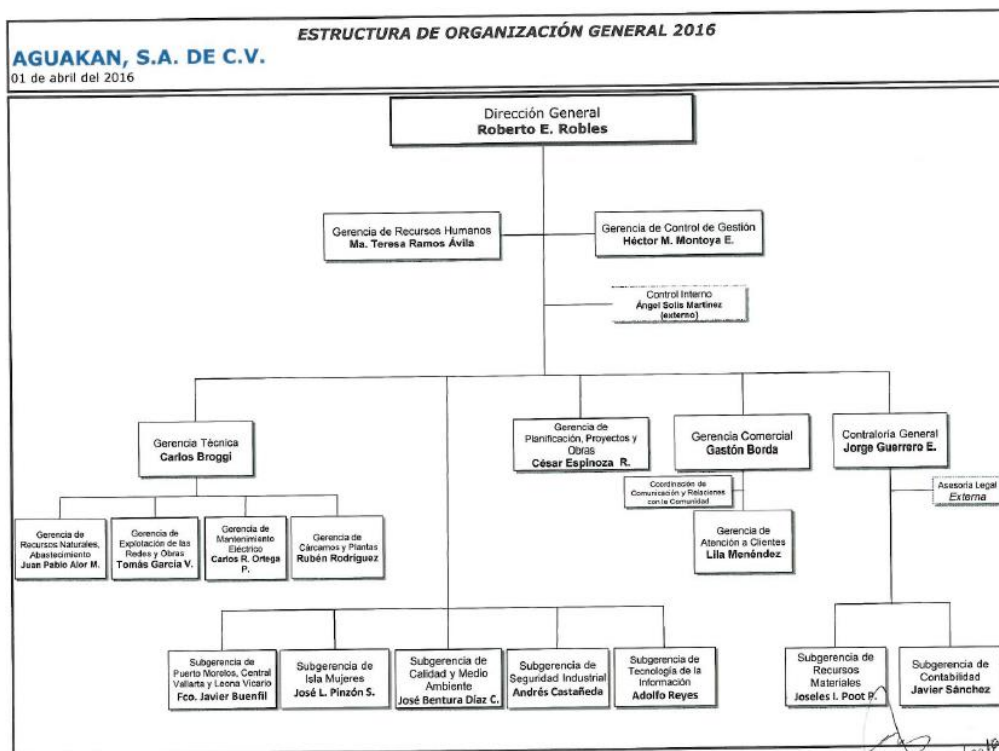 ESTRUCTURA DE ORGANIZACIÓN GENERAL 2016
AGUAKAN, S.A. DE C.V.
01 de abril del 2016
Dirección General
Roberto E. Robles
Gerencia de Recursos Humanos
Ma. Teresa Ramos Ávila
Gerencia de Control de Gestión
Héctor M. Montoya E.
Control Interno
Ángel Solís Martínez
(externo)
Gerencia Técnica
Carlos Broggi
Gerencia de
Planificación, Proyectos y
Obras
César Espinoza R.
Gerencia Comercial
Gastón Borda
Contraloría General
Jorge Guerrero E.
Coordinación de
Comunicación y Relaciones
con la Comunidad
Asesoría Legal
Externa
Gerencia de
Atención a Clientes
Lila Menéndez
Gerencia de
Recursos Naturales,
Abastecimiento
Juan Pablo Alor M.
Gerencia de
Explotación de las
Redes y Obras
Tomás García V.
Gerencia de
Mantenimiento
Eléctrico
Carlos R. Ortega
P.
Gerencia de
Cárcamos y Plantas
Rubén Rodríguez
Subgerencia de
Puerto Morelos, Central
Vallarta y Leona Vicario
Fco. Javier Buenfil
Subgerencia de
Isla Mujeres
José L. Pinzón S.
Subgerencia de
Calidad y Medio
Ambiente
José Bentura Díaz C.
Subgerencia de
Seguridad Industrial
Andrés Castañeda
Subgerencia de
Tecnología de la
Información
Adolfo Reyes
Subgerencia de
Recursos
Materiales
Joseles I. Poot P.
Subgerencia de
Contabilidad
Javier Sánchez